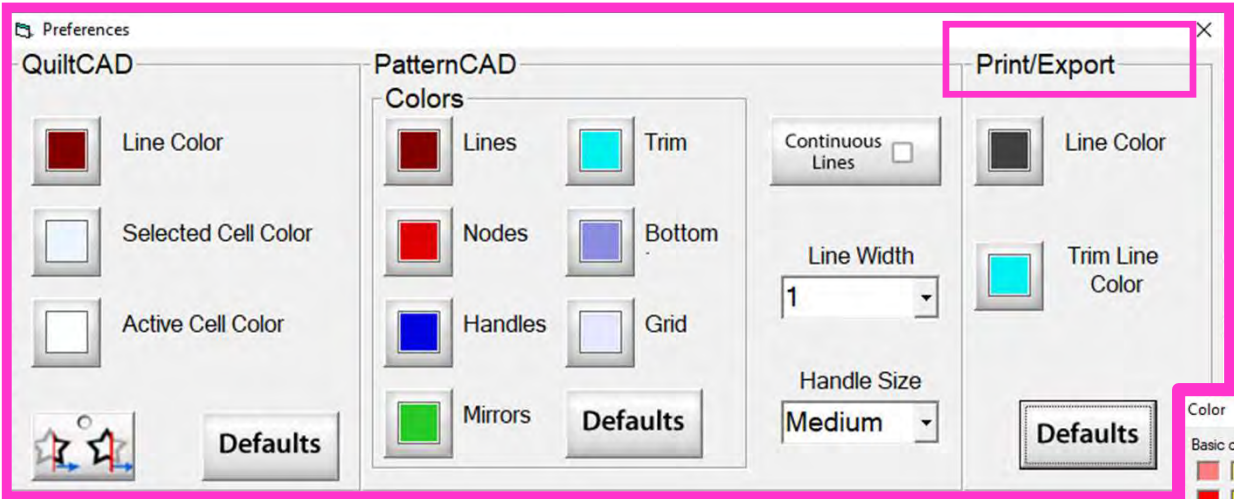 Preferences
QuiltCAD
Line Color
Selected Cell Color
Active Cell Color
Defaults
PatternCAD
Colors
Lines
Trim
Nodes
Bottom
Handles
Grid
Mirrors
Defaults
Continuous
Lines
Line Width
1
Handle Size
Medium
Print/Export
Line Color
Trim Line
Color
Defaults
Color
Basic